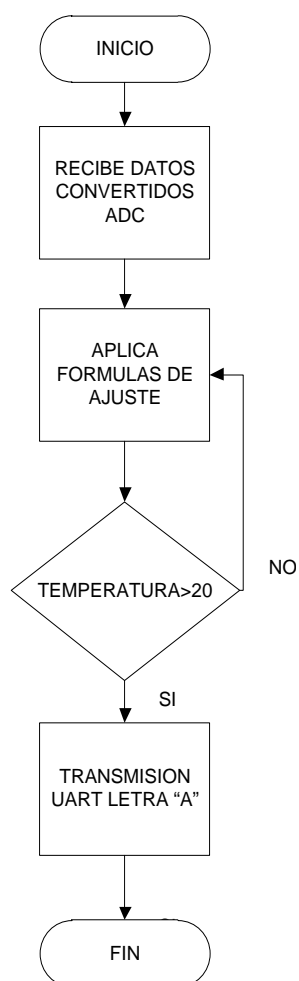 INICIO
RECIBE DATOS
CONVERTIDOS
ADC
APLICA
FORMULAS DE
AJUSTE
TEMPERATURA>20
NO
SI
TRANSMISION
UART LETRA “A”
FIN